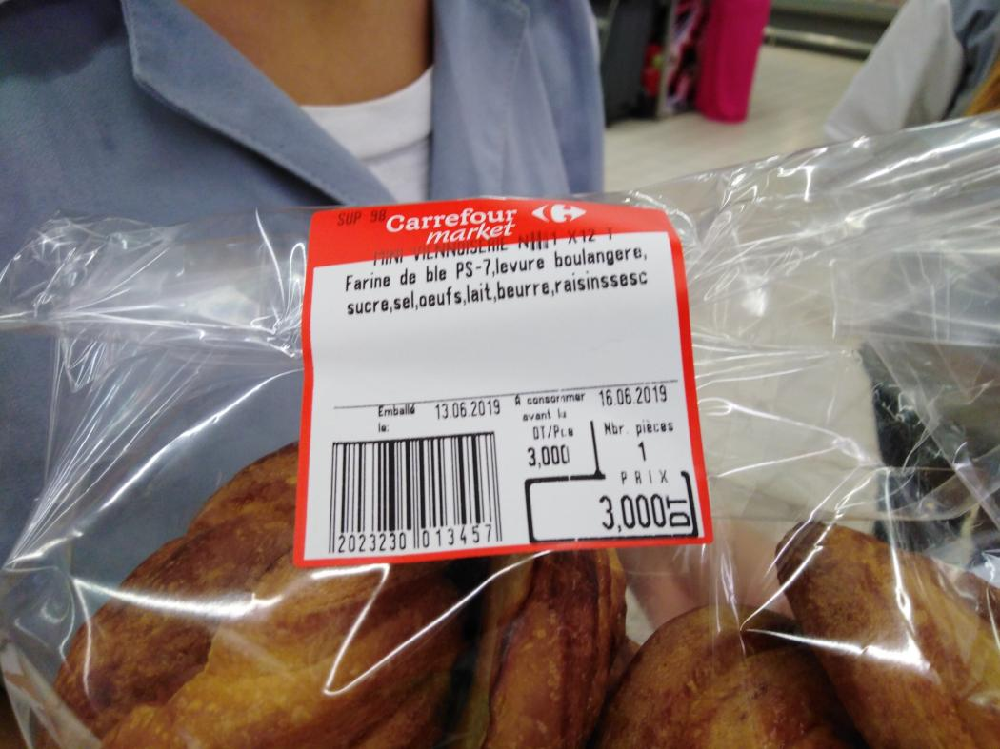 SUP 98
Carrefour
market
MINI VIENNOISERIE X12
Farine de ble PS-7,levure boulangere,
sucre,sel,oeufs,lait,beurre,raisinssesc
Emballé le: 13.06.2019
À consommer avant le 16.06.2019
DT/Pce 3,000
Nbr. pièces 1
PRIX
3,000 DT
2023230 013457